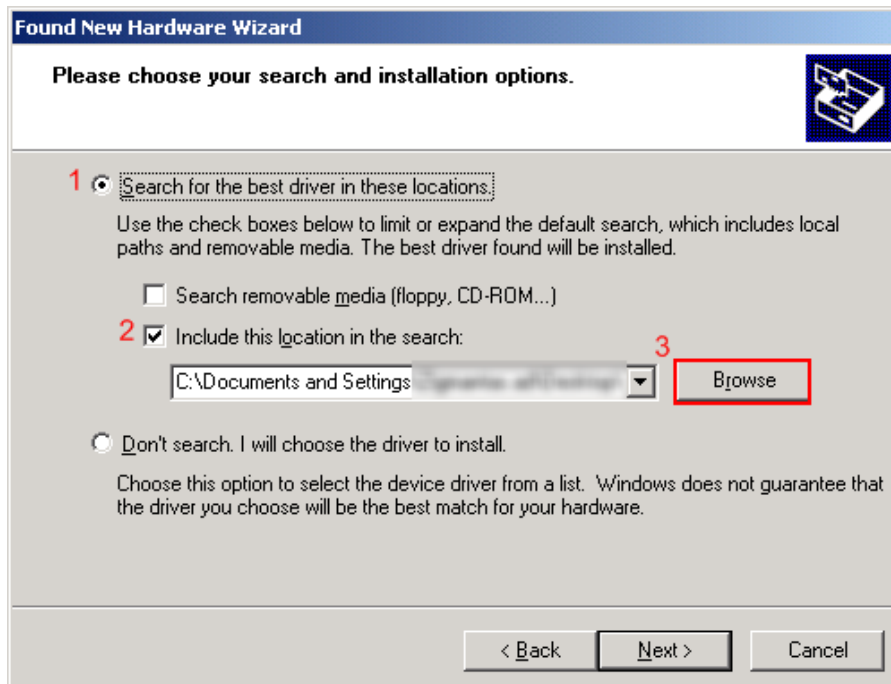 Found New Hardware Wizard
Please choose your search and installation options.
1 Search for the best driver in these locations.
Use the check boxes below to limit or expand the default search, which includes local
paths and removable media. The best driver found will be installed.
Search removable media (floppy, CD-ROM...)
2 Include this location in the search:
3
C:\Documents and Settings
Browse
Don't search. I will choose the driver to install.
Choose this option to select the device driver from a list. Windows does not guarantee that
the driver you choose will be the best match for your hardware.
< Back Next > Cancel